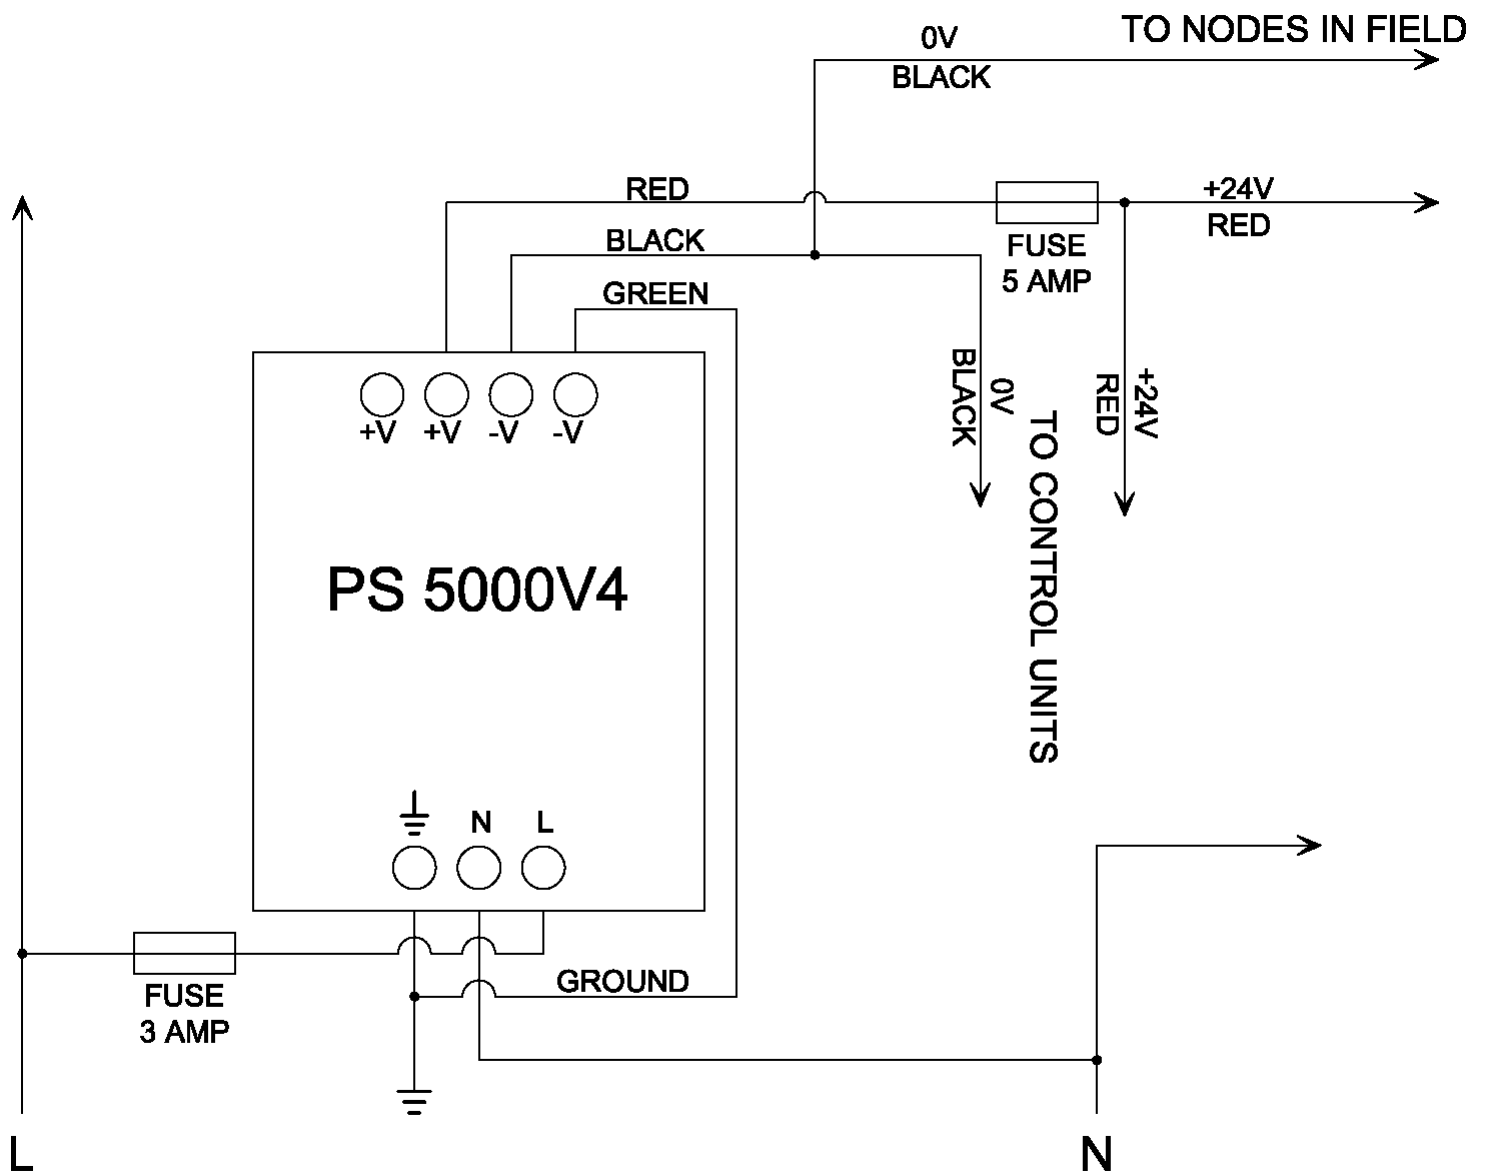 TO NODES IN FIELD
0V
BLACK
RED
+24V
RED
BLACK
FUSE
5 AMP
GREEN
0V
BLACK
+24V
RED
TO CONTROL UNITS
+V +V -V -V
PS 5000V4
N L
GROUND
FUSE
3 AMP
L
N